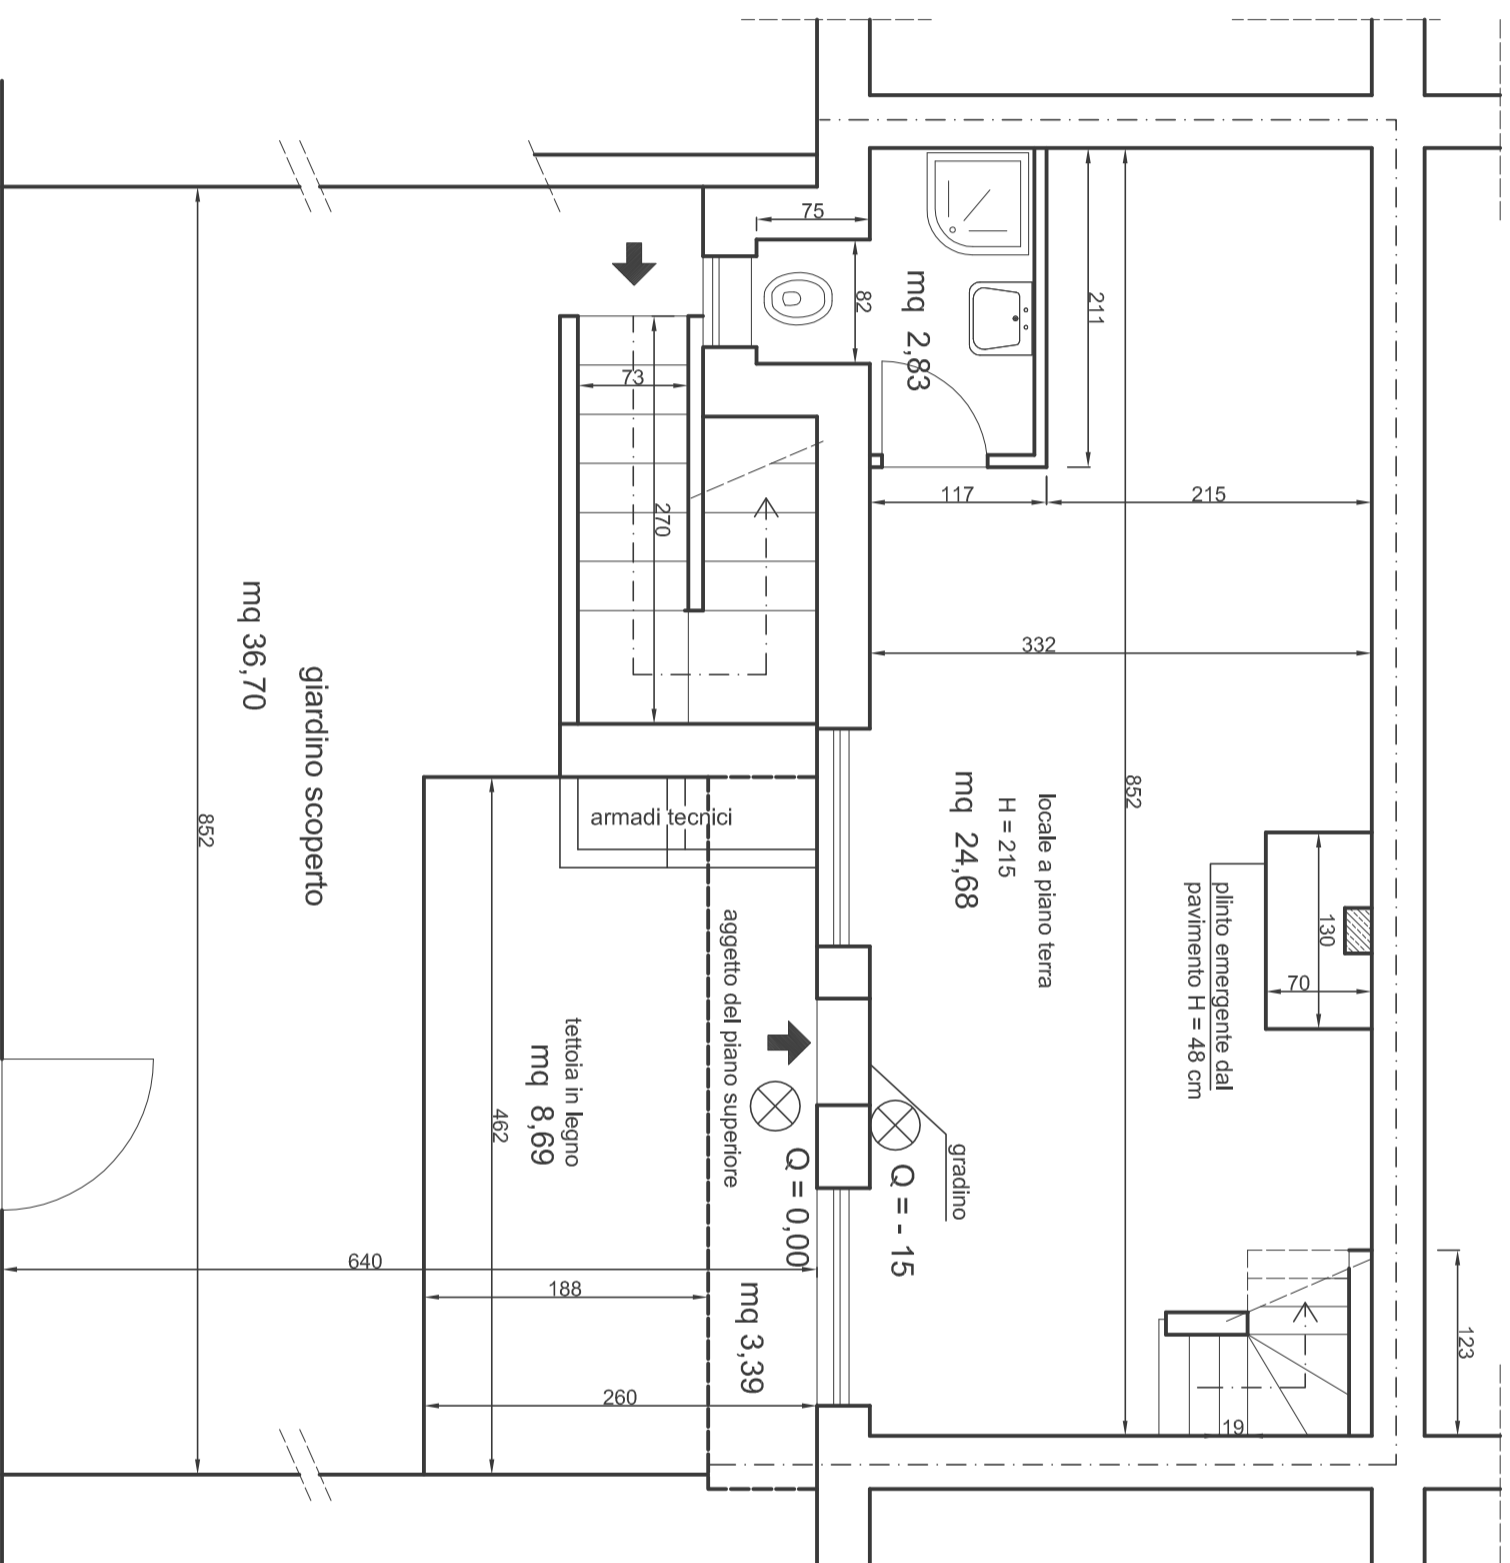 75
82
mq 2,83
211
73
270
117
215
332
852
mq 36,70
giardino scoperto
852
armadi tecnici
locale a piano terra
H = 215
mq 24,68
plinto emergente dal
pavimento H = 48 cm
130
70
aggetto del piano superiore
tettoia in legno
mq 8,69
462
gradino
Q = - 15
Q = 0,00
mq 3,39
640
188
260
123
19